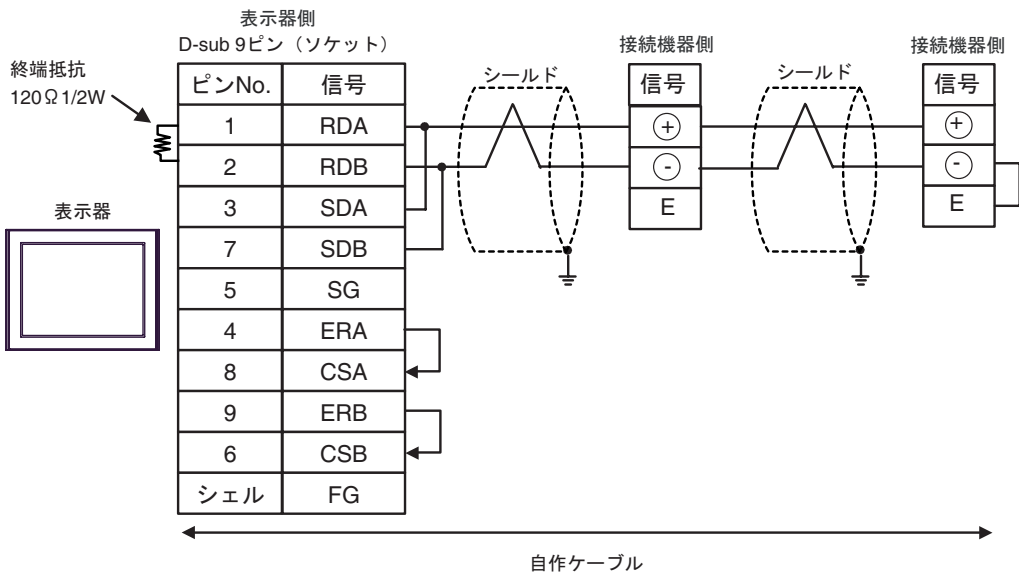 表示器側
D-sub 9ピン（ソケット）
終端抵抗
120Ω1/2W
表示器
ピンNo. 信号
1 RDA
2 RDB
3 SDA
7 SDB
5 SG
4 ERA
8 CSA
9 ERB
6 CSB
シェル FG
シールド
接続機器側
信号
+
-
E
シールド
接続機器側
信号
+
-
E
自作ケーブル